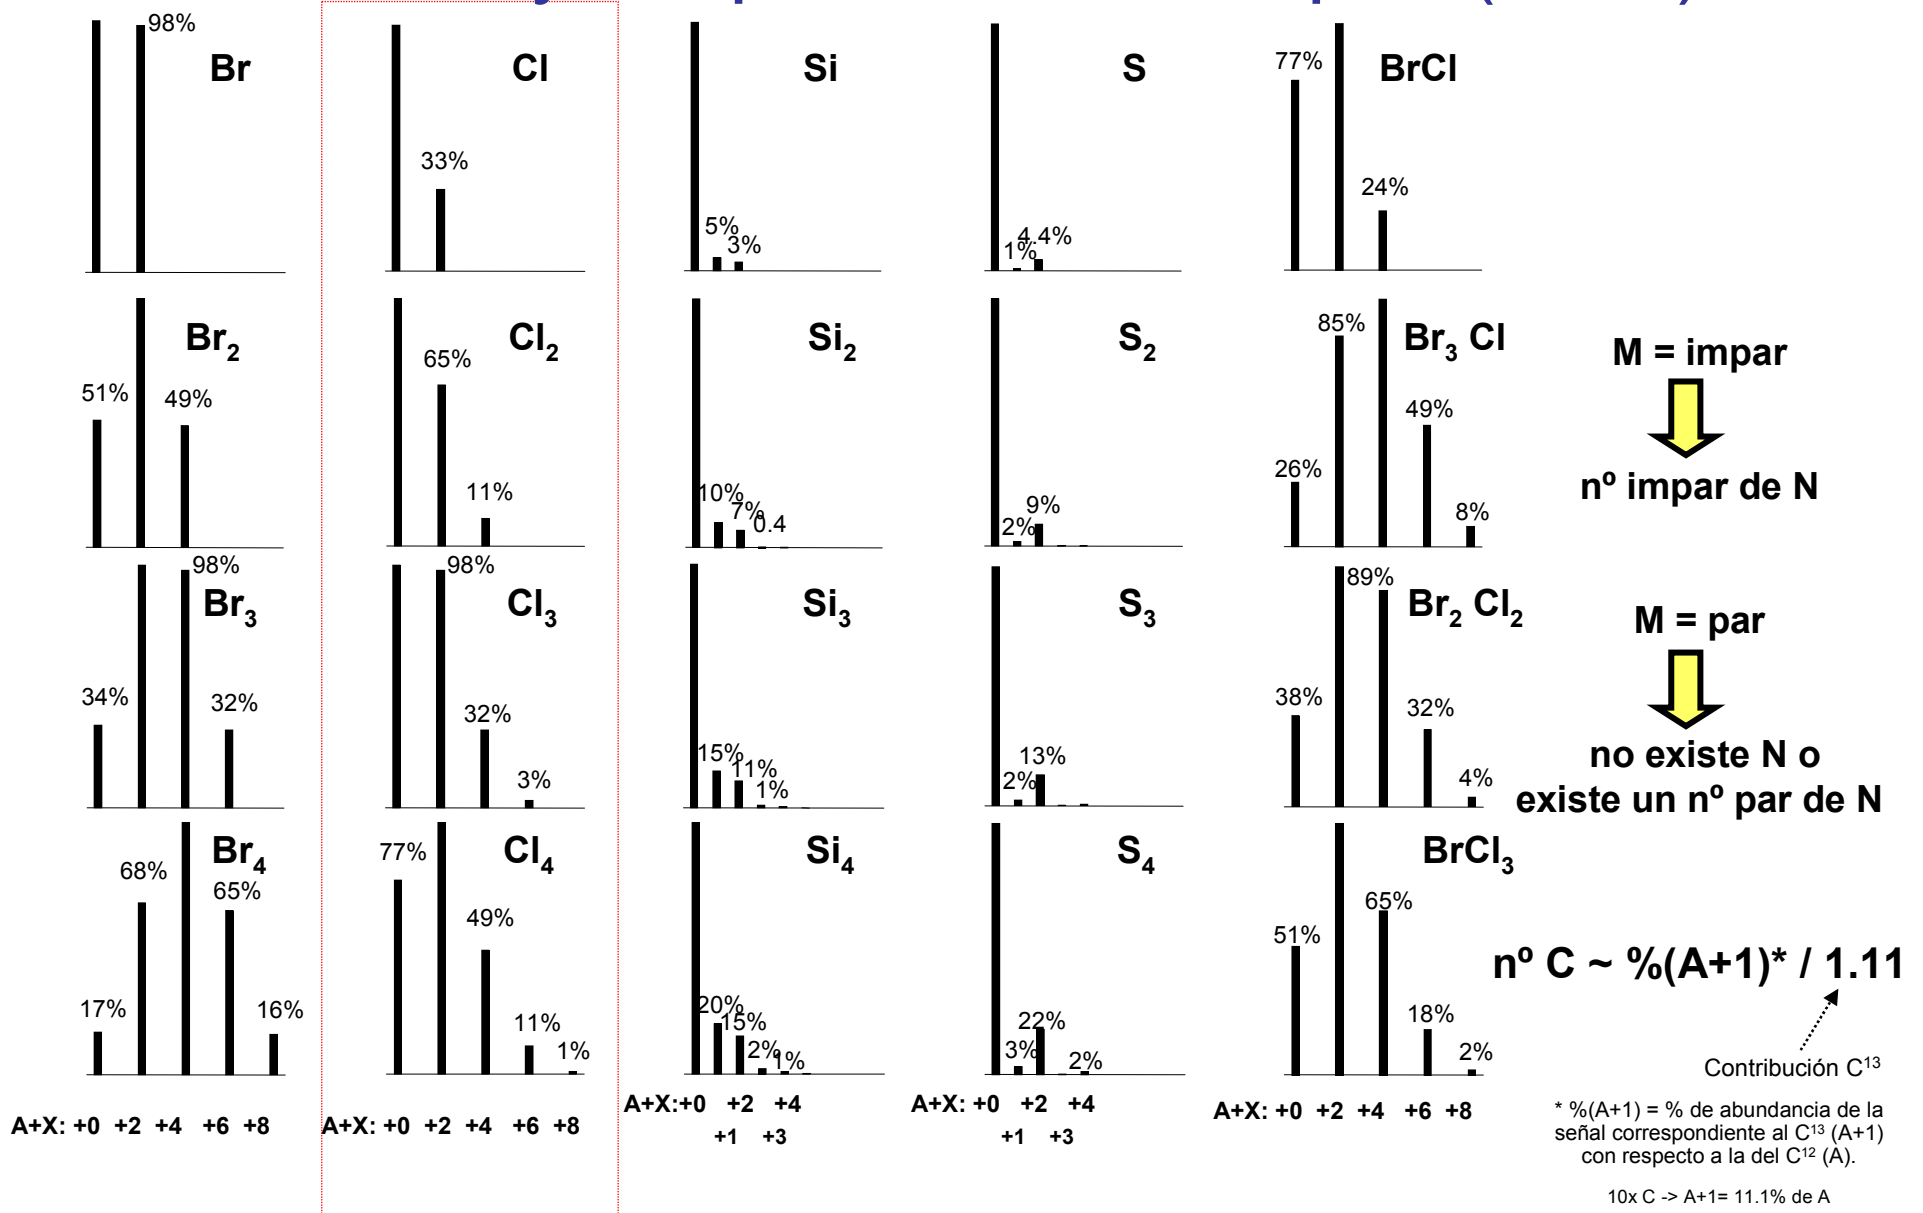 98%
Br
33%
Cl
5%
3%
Si
1%
4.4%
S
77%
24%
BrCl
51%
49%
Br2
65%
11%
Cl2
10%
7%
0.4
Si2
2%
9%
S2
26%
85%
49%
8%
Br3 Cl
M = impar
nº impar de N
34%
98%
32%
Br3
98%
32%
3%
Cl3
15%
11%
1%
Si3
2%
13%
S3
38%
89%
32%
4%
Br2 Cl2
M = par
no existe N o
existe un nº par de N
17%
68%
65%
16%
Br4
77%
49%
11%
1%
Cl4
20%
15%
2%
1%
Si4
3%
22%
2%
S4
51%
65%
18%
2%
BrCl3
nº C ~ %(A+1)* / 1.11
Contribución C13
* %(A+1) = % de abundancia de la
señal correspondiente al C13 (A+1)
con respecto a la del C12 (A).
10x C -> A+1= 11.1% de A
A+X: +0 +2 +4 +6 +8
A+X: +0 +2 +4 +6 +8
A+X:+0 +2 +4
+1 +3
A+X: +0 +2 +4
+1 +3
A+X: +0 +2 +4 +6 +8